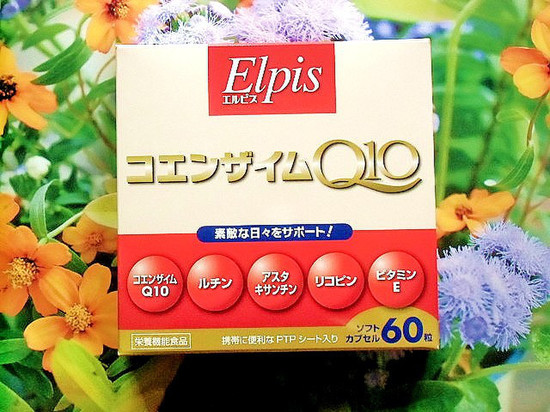 Elpis
エルピス
コエンザイムQ10
素敵な日々をサポート!
コエンザイム
Q10
ルチン
アスタ
キサンチン
リコピン
ビタミン
E
栄養機能食品
携帯に便利なPTPシート入り
ソフト
カプセル
60粒